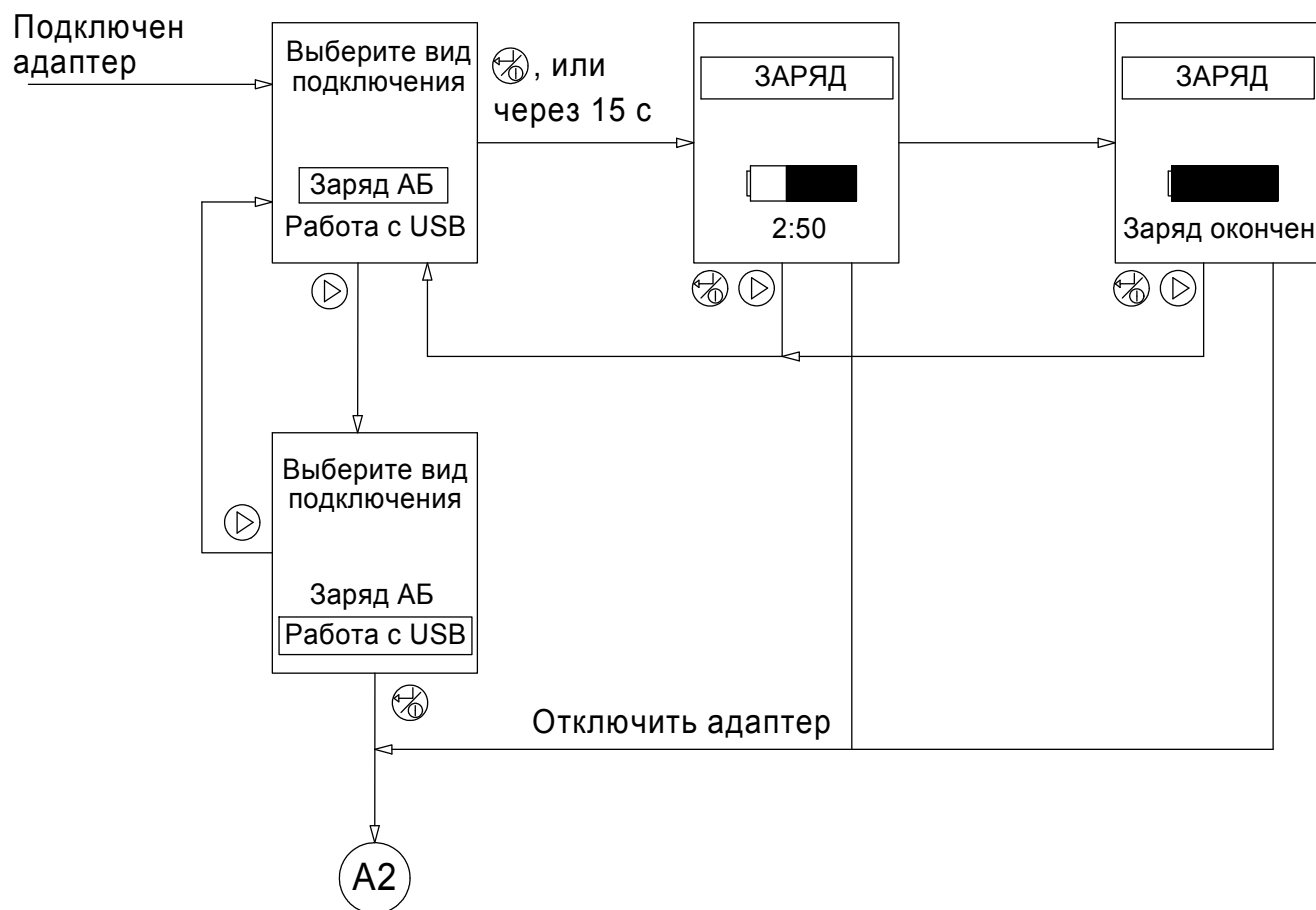 Подключен
адаптер
Выберите вид
подключения
Заряд АБ
Работа с USB
, или
через 15 с
ЗАРЯД
2:50
ЗАРЯД
Заряд окончен
Выберите вид
подключения
Заряд АБ
Работа с USB
Отключить адаптер
А2